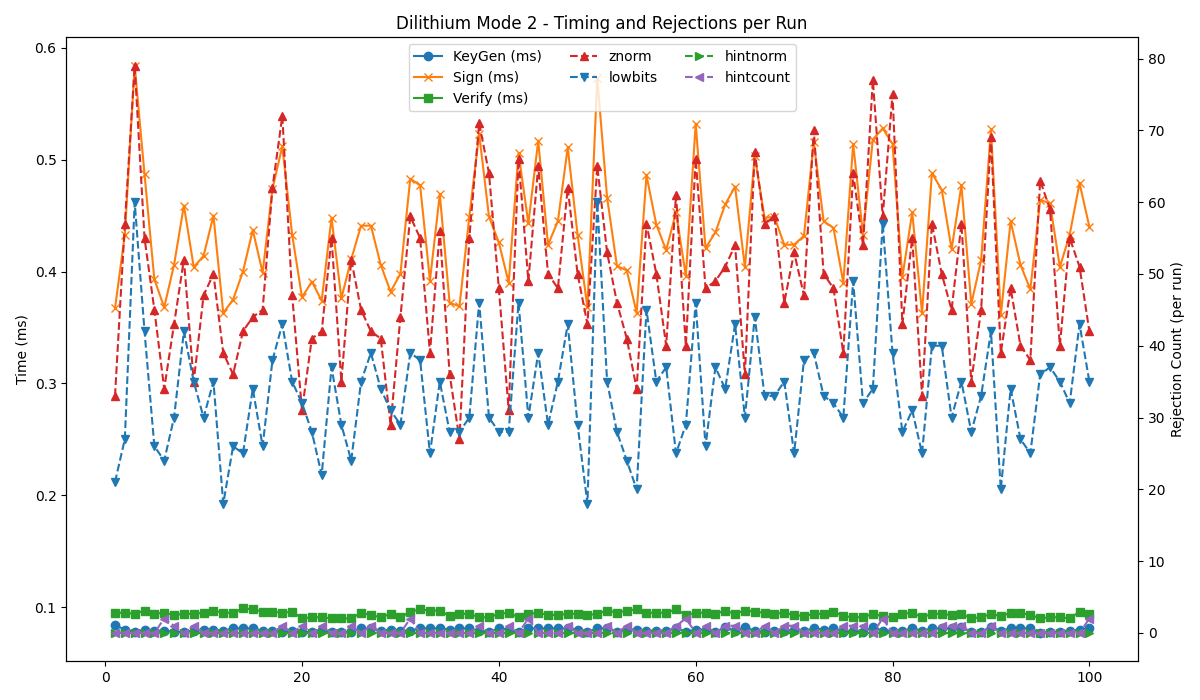 Dilithium Mode 2 - Timing and Rejections per Run
KeyGen (ms)
Sign (ms)
Verify (ms)
znorm
lowbits
hintnorm
hintcount
Time (ms)
0.6
0.5
0.4
0.3
0.2
0.1
0
20
40
60
80
100
80
70
60
50
40
30
20
10
0
Rejection Count (per run)